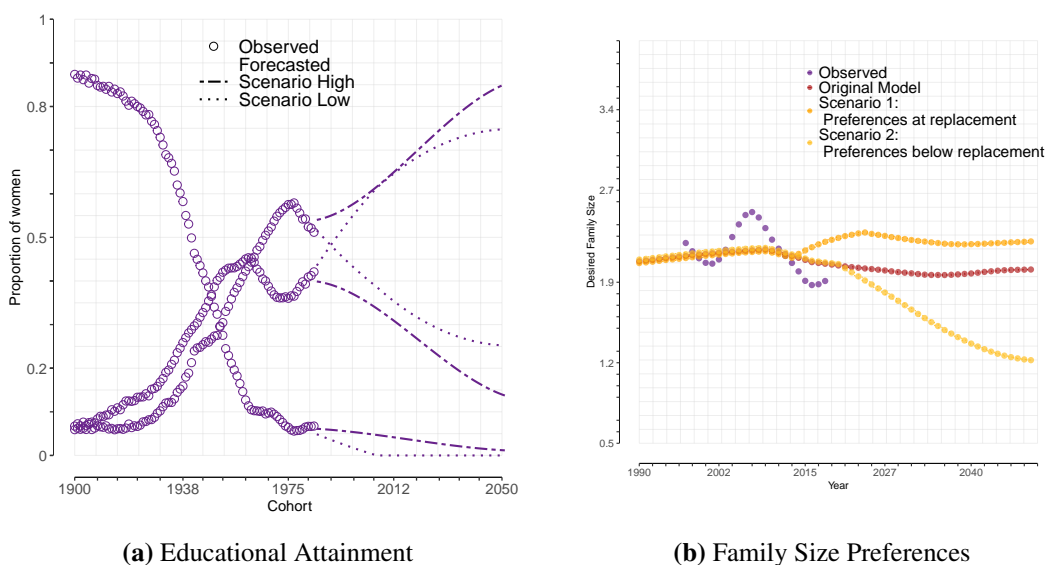 1
0.8
0.5
0.2
0
Proportion of women
Observed
Forecasted
Scenario High
Scenario Low
1900
1938
1975
2012
2050
Cohort
(a) Educational Attainment
3.4
2.7
1.9
1.2
0.5
Desired Family Size
Observed
Original Model
Scenario 1:
Preferences at replacement
Scenario 2:
Preferences below replacement
1990
2002
2015
2027
2040
Year
(b) Family Size Preferences